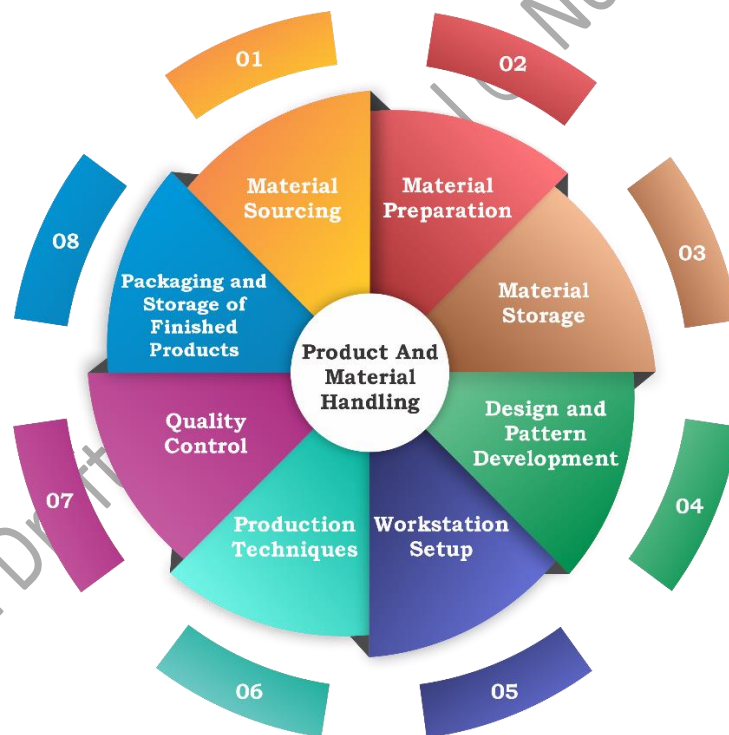 Product And
Material
Handling
01
Material
Sourcing
02
Material
Preparation
03
Material
Storage
04
Design and
Pattern
Development
05
Workstation
Setup
06
Production
Techniques
07
Quality
Control
08
Packaging and
Storage of
Finished
Products